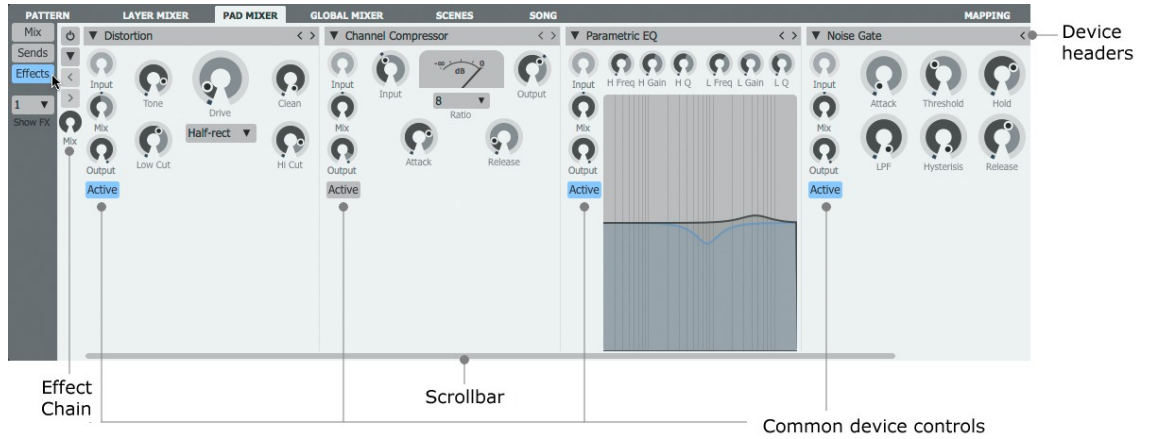 PATTERN LAYER MIXER PAD MIXER GLOBAL MIXER SCENES SONG MAPPING
Mix
Sends
Effects
1 ▼
Show FX
⏻
▼
<
>
Mix
▼ Distortion < >
Input
Mix
Output
Active
Tone
Drive
Clean
Low Cut
Half-rect ▼
Hi Cut
▼ Channel Compressor < >
Input
Mix
Output
Active
Input
-∞ 0
dB
8 ▼
Ratio
Output
Attack
Release
▼ Parametric EQ < >
Input
Mix
Output
Active
H Freq H Gain H Q L Freq L Gain L Q
▼ Noise Gate <
Input
Mix
Output
Active
Attack Threshold Hold
LPF Hysterisis Release
Device
headers
Effect
Chain
Scrollbar
Common device controls